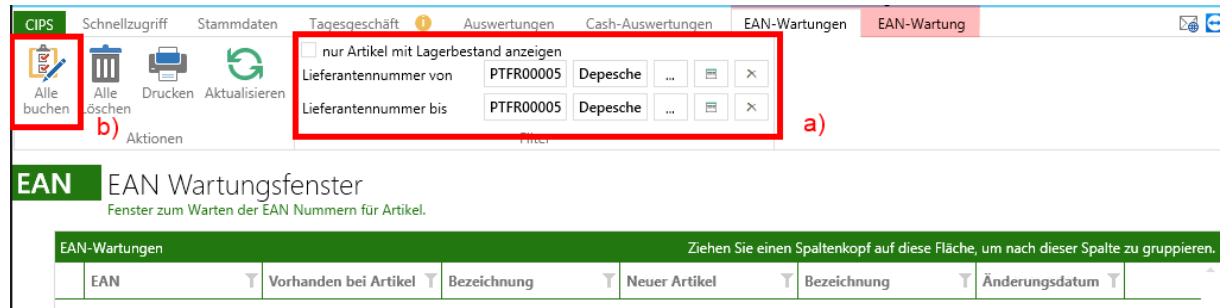 CIPS Schnellzugriff Stammdaten Tagesgeschäft Auswertungen Cash-Auswertungen EAN-Wartungen EAN-Wartung
nur Artikel mit Lagerbestand anzeigen
Lieferantennummer von PTFR00005 Depesche ...
Lieferantennummer bis PTFR00005 Depesche ...
Alle buchen
Alle Löschen
Drucken
Aktualisieren
b)
a)
Aktionen
Filter
EAN EAN Wartungsfenster
Fenster zum Warten der EAN Nummern für Artikel.
EAN-Wartungen Ziehen Sie einen Spaltenkopf auf diese Fläche, um nach dieser Spalte zu gruppieren.
EAN Vorhanden bei Artikel Bezeichnung Neuer Artikel Bezeichnung Änderungsdatum